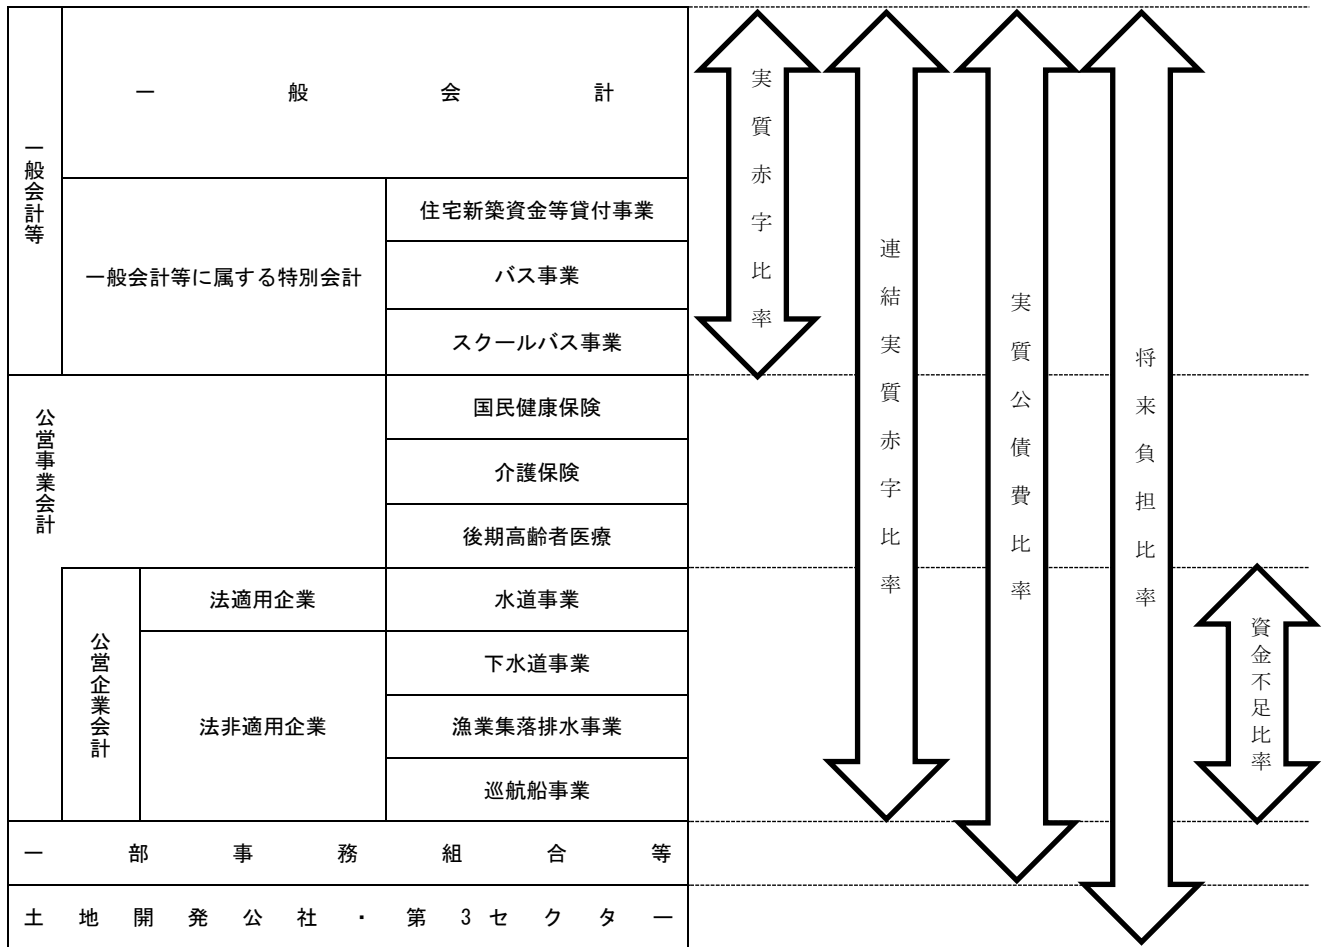 一般会計等
一般会計
一般会計等に属する特別会計
住宅新築資金等貸付事業
バス事業
スクールバス事業
公営事業会計
国民健康保険
介護保険
後期高齢者医療
公営企業会計
法適用企業
水道事業
法非適用企業
下水道事業
漁業集落排水事業
巡航船事業
一部事務組合等
土地開発公社・第3セクター
実質赤字比率
連結実質赤字比率
実質公債費比率
将来負担比率
資金不足比率